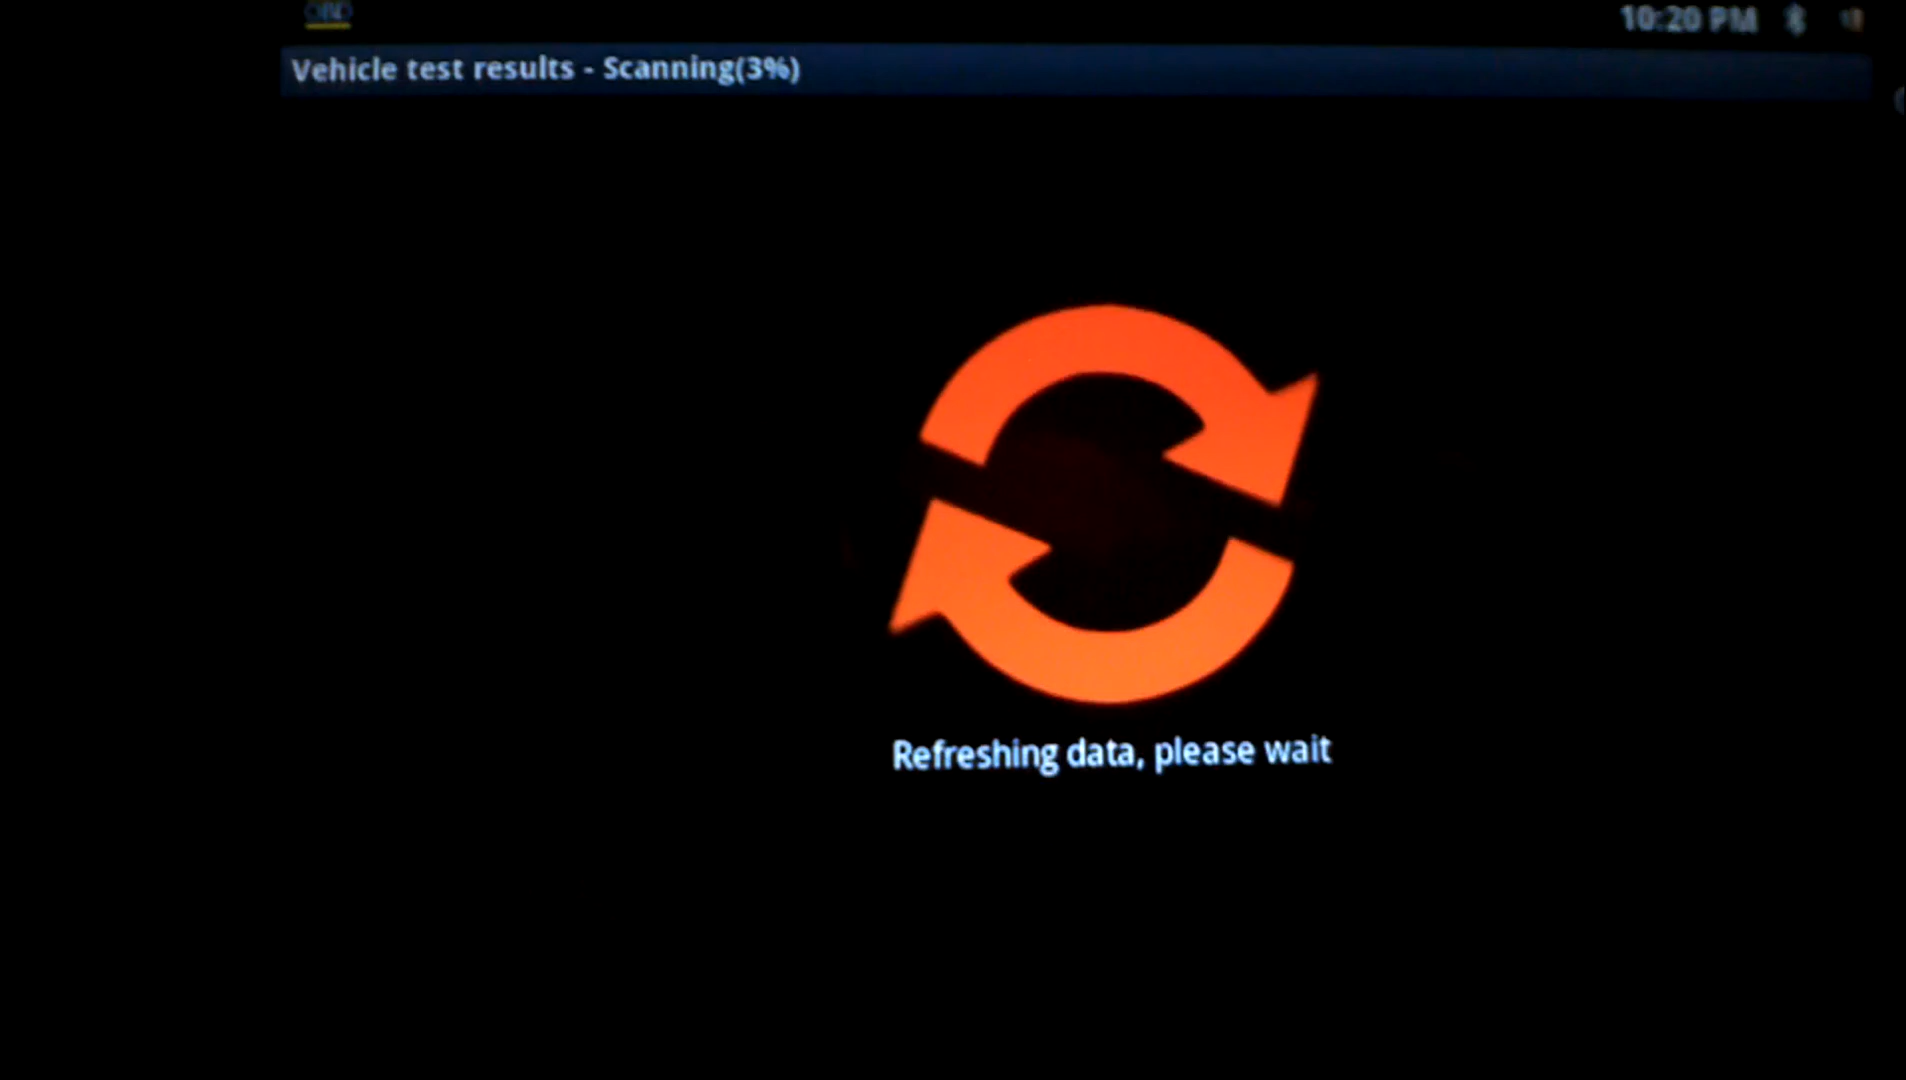 10:20 PM
Vehicle test results - Scanning(3%)
Refreshing data, please wait